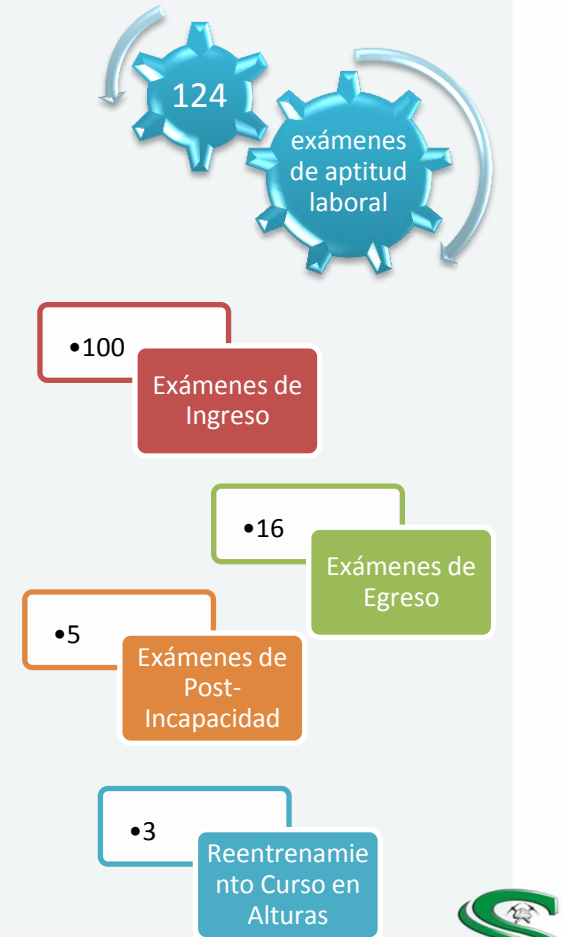 124
exámenes
de aptitud
laboral
•100
Exámenes de
Ingreso
•16
Exámenes de
Egreso
•5
Exámenes de
Post-
Incapacidad
•3
Reentrenamie
nto Curso en
Alturas